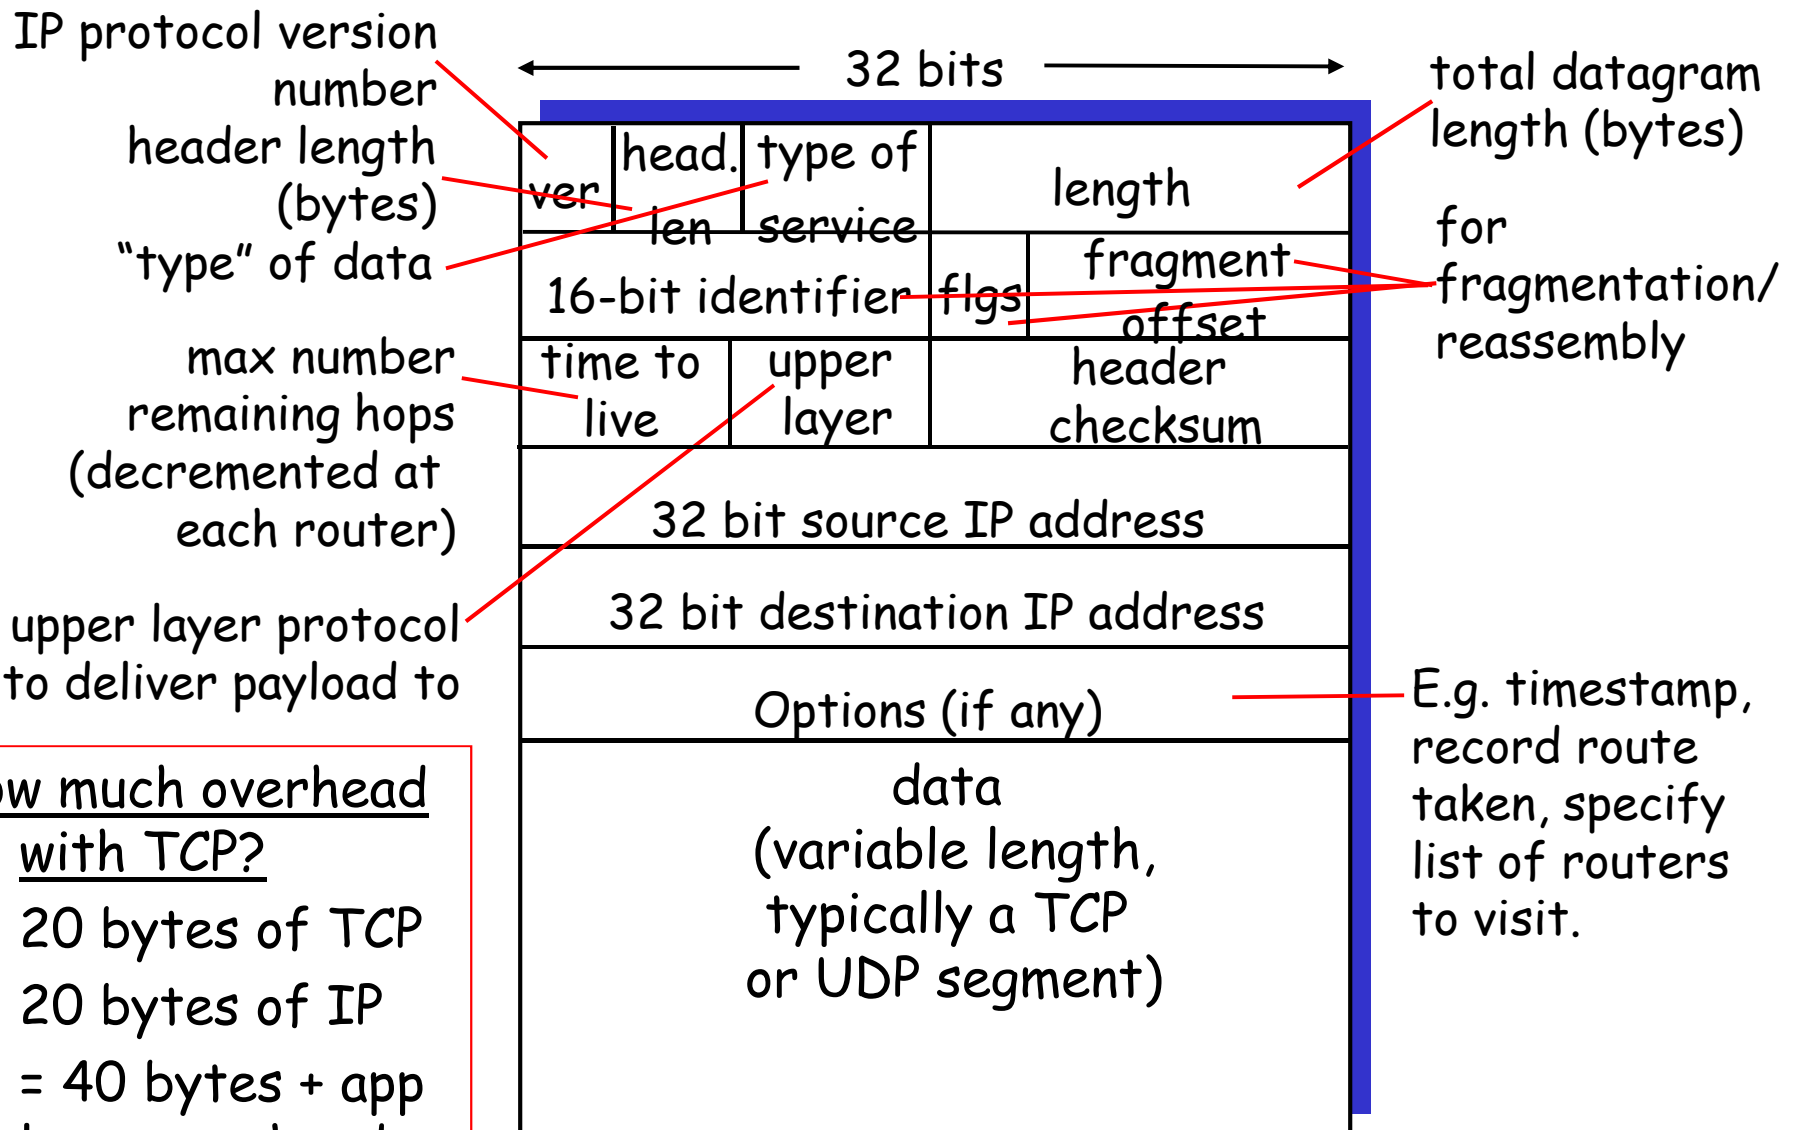 IP protocol version
number
header length
(bytes)
“type” of data
max number
remaining hops
(decremented at
each router)
upper layer protocol
to deliver payload to
32 bits
ver
head.
len
type of
service
length
16-bit identifier
flgs
fragment
offset
time to
live
upper
layer
header
checksum
32 bit source IP address
32 bit destination IP address
Options (if any)
data
(variable length,
typically a TCP
or UDP segment)
total datagram
length (bytes)
for
fragmentation/
reassembly
E.g. timestamp,
record route
taken, specify
list of routers
to visit.
much overhead
with TCP?
20 bytes of TCP
20 bytes of IP
= 40 bytes + app